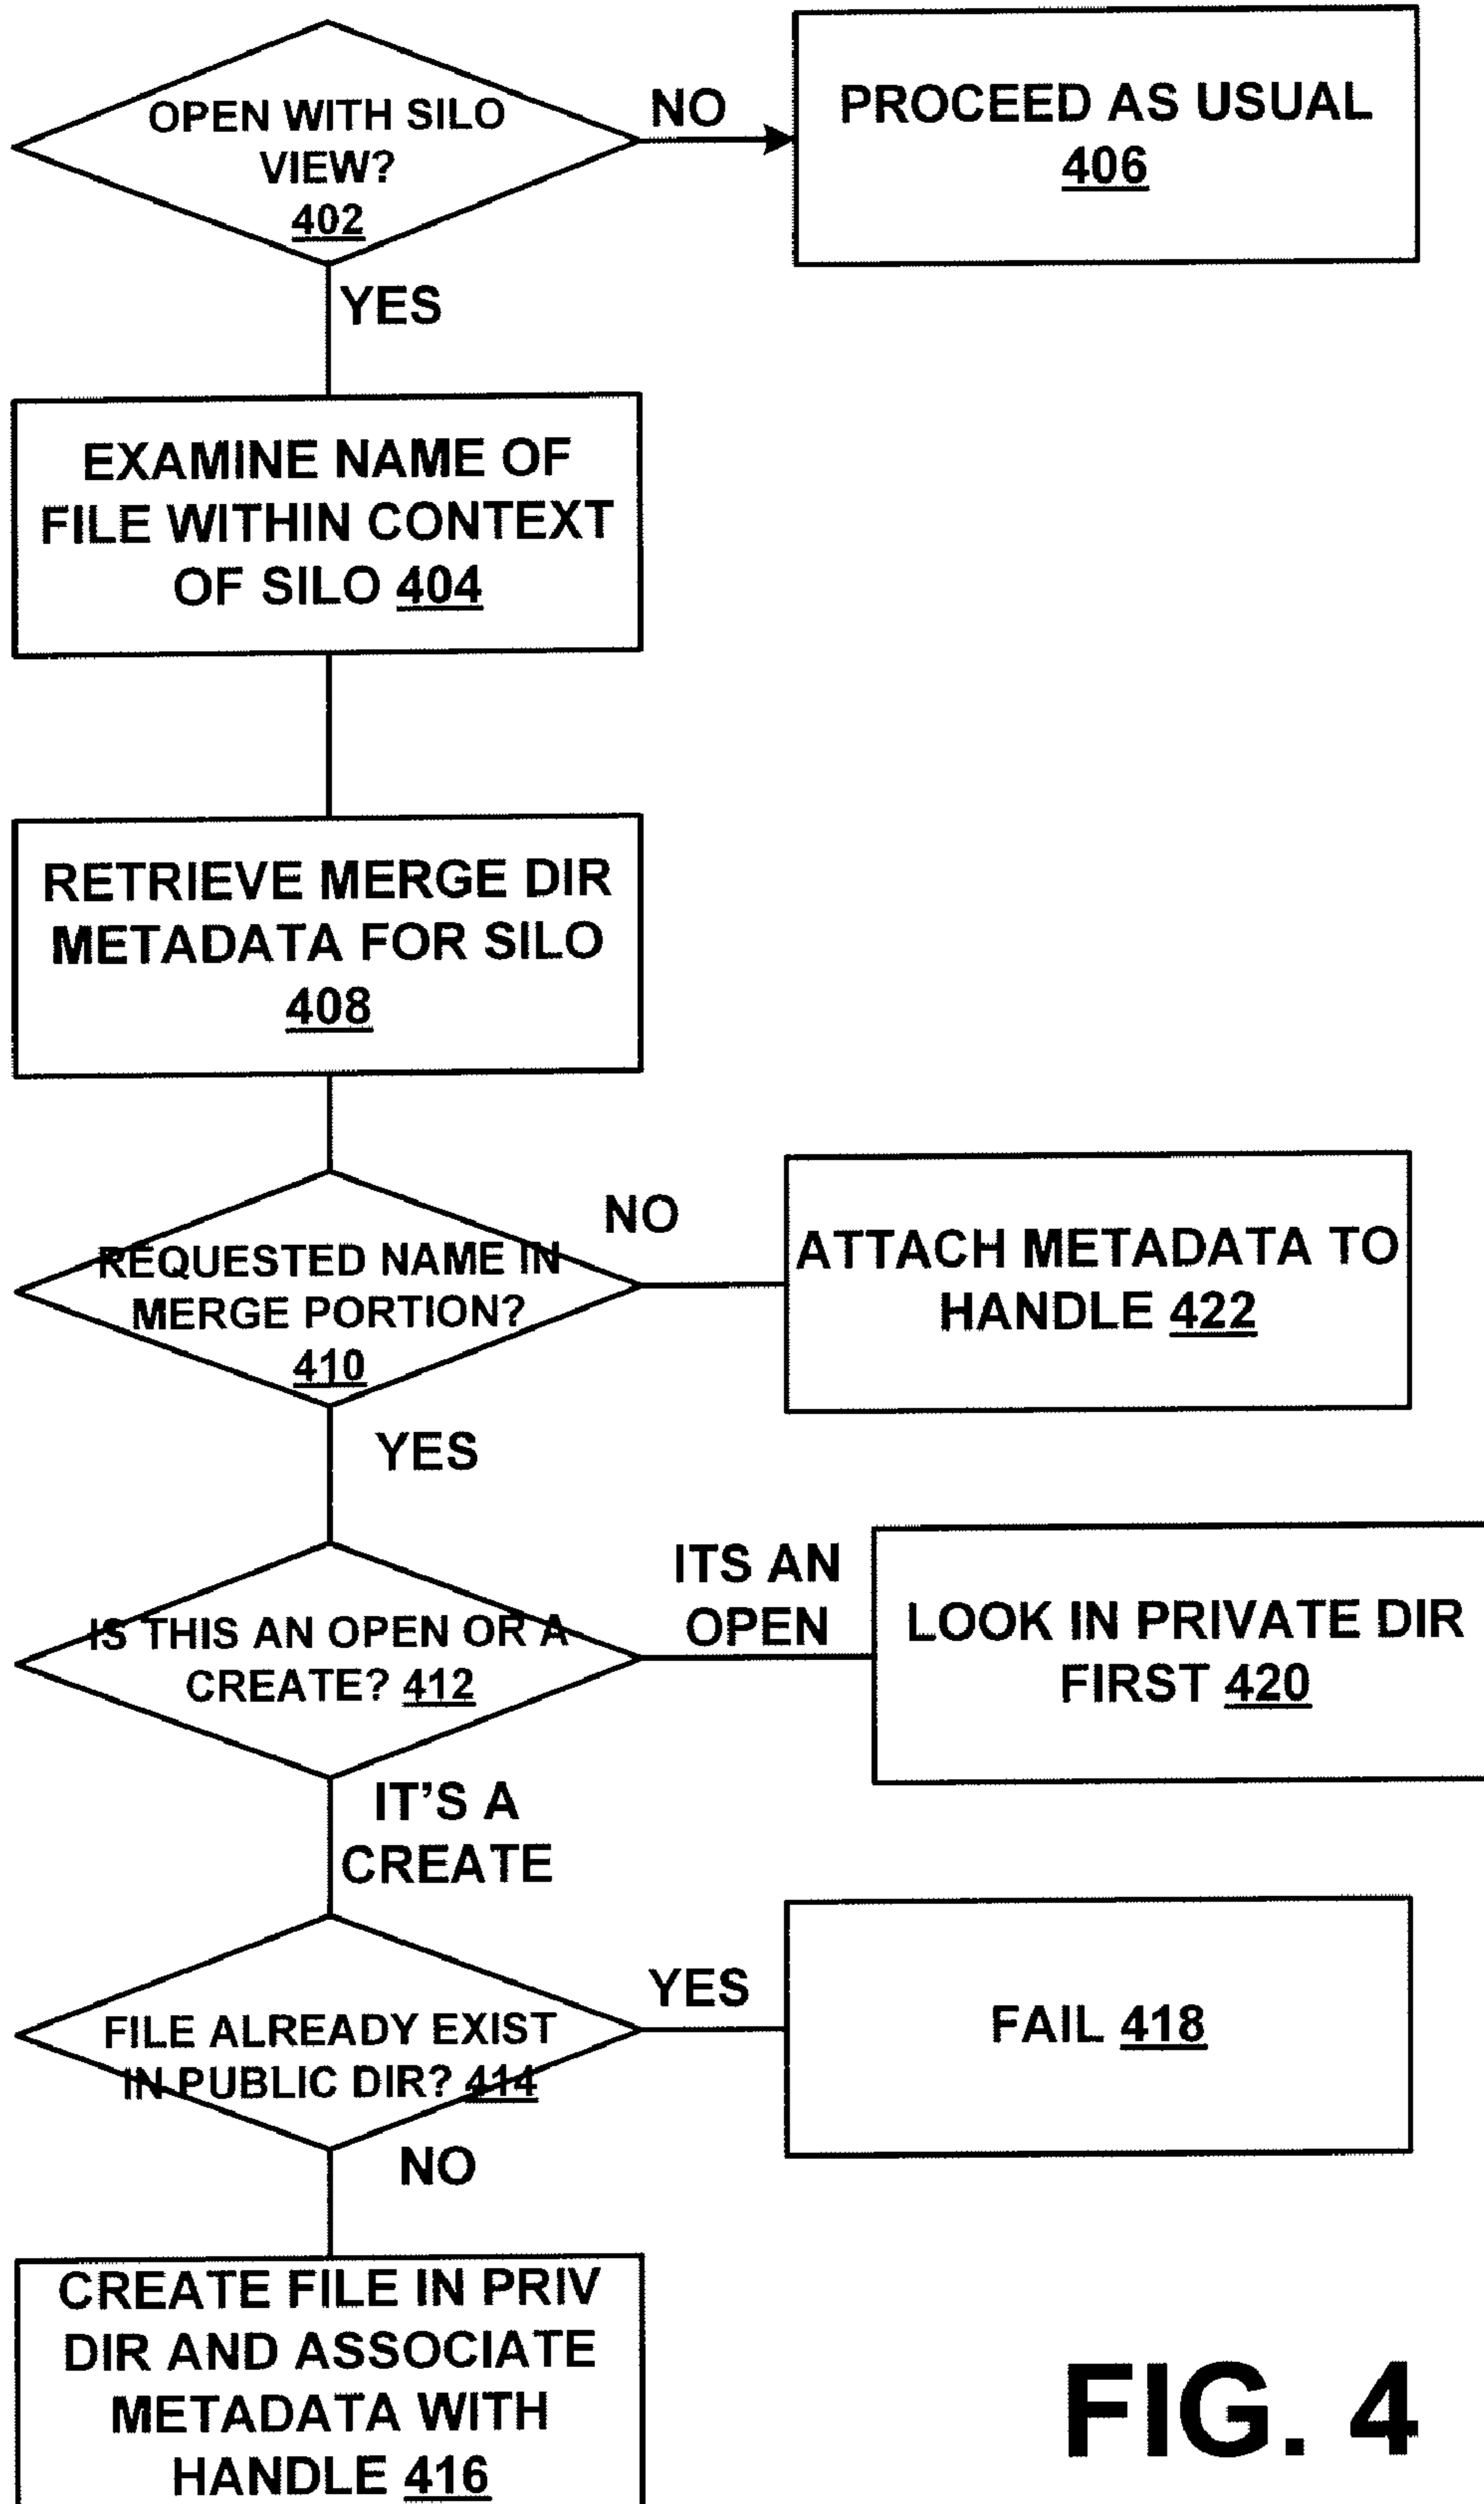 OPEN WITH SILO
VIEW?
402
NO
PROCEED AS USUAL
406
YES
EXAMINE NAME OF
FILE WITHIN CONTEXT
OF SILO 404
RETRIEVE MERGE DIR
METADATA FOR SILO
408
REQUESTED NAME IN
MERGE PORTION?
410
NO
ATTACH METADATA TO
HANDLE 422
YES
IS THIS AN OPEN OR A
CREATE? 412
ITS AN
OPEN
LOOK IN PRIVATE DIR
FIRST 420
IT'S A
CREATE
FILE ALREADY EXIST
IN PUBLIC DIR? 414
YES
FAIL 418
NO
CREATE FILE IN PRIV
DIR AND ASSOCIATE
METADATA WITH
HANDLE 416
FIG. 4